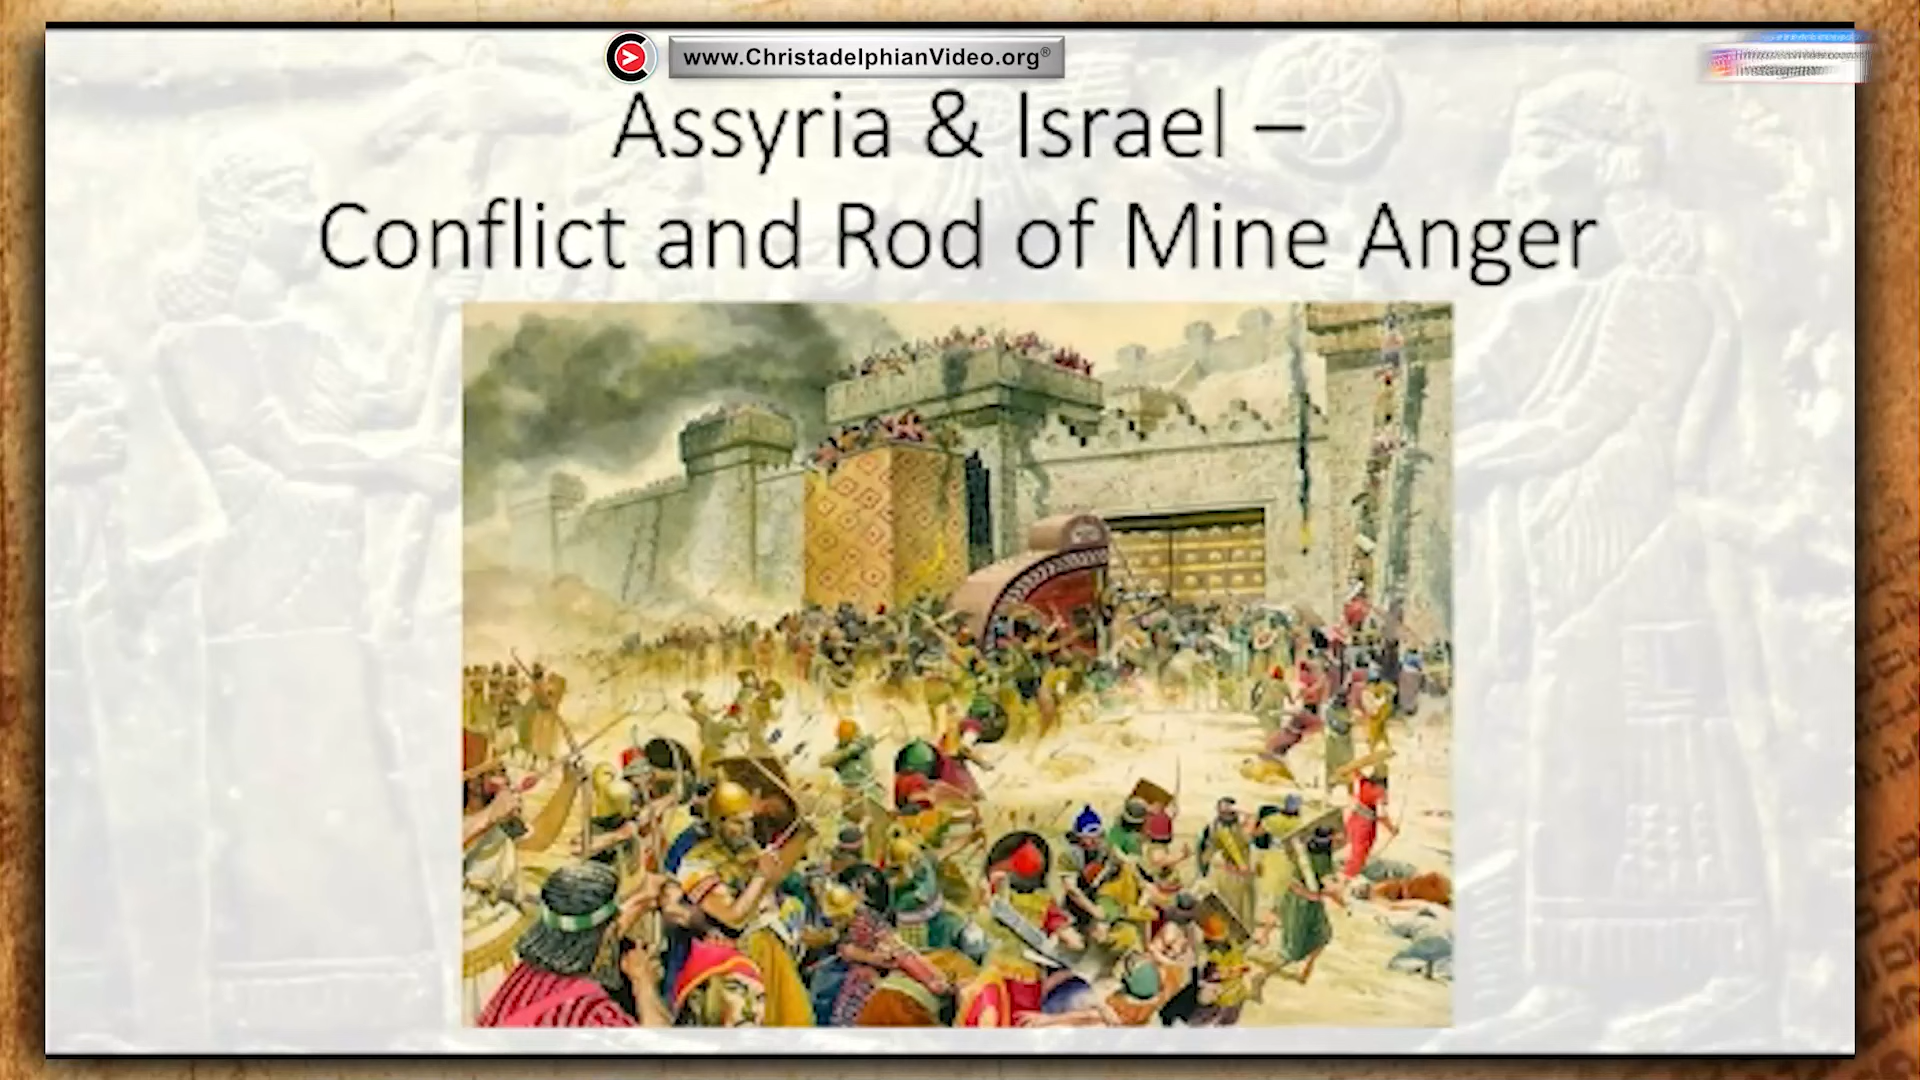 www.ChristadelphianVideo.org®
Assyria & Israel –
Conflict and Rod of Mine Anger